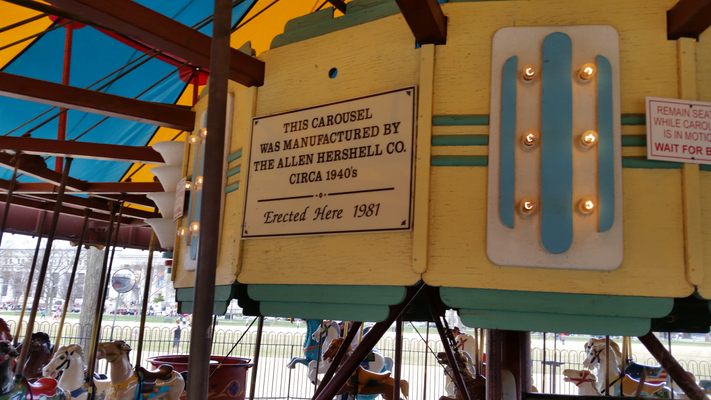 THIS CAROUSEL
WAS MANUFACTURED BY
THE ALLEN HERSHELL CO.
CIRCA 1940's
Erected Here 1981
REMAIN SEA
WHILE CARO
IS IN MOTI
WAIT FOR B